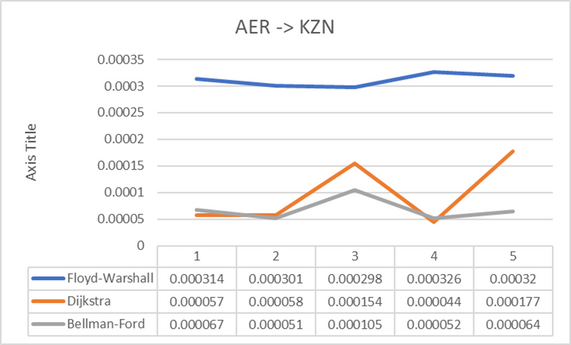 AER -> KZN
0.00035
0.0003
0.00025
0.0002
0.00015
0.0001
0.00005
0
Axis Title
1 2 3 4 5
Floyd-Warshall 0.000314 0.000301 0.000298 0.000326 0.00032
Dijkstra 0.000057 0.000058 0.000154 0.000044 0.000177
Bellman-Ford 0.000067 0.000051 0.000105 0.000052 0.000064